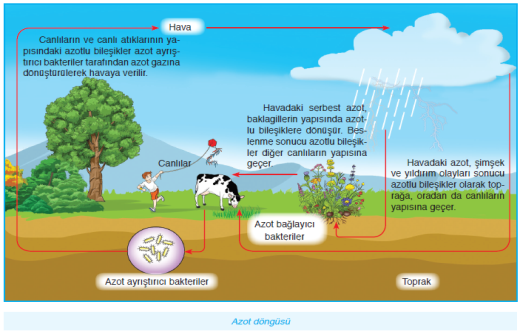 Hava
Canlıların ve canlı atıklarının ya-
pısındaki azotlu bileşikler azot ayrış-
tırıcı bakteriler tarafından azot gazına
dönüştürülerek havaya verilir.
Havadaki serbest azot,
baklagillerin yapısında azot-
lu bileşiklere dönüşür. Bes-
lenme sonucu azotlu bileşik-
ler diğer canlıların yapısına
geçer
Canlılar
Havadaki azot, şimşek
ve yıldırım olayları sonucu
azotlu bileşikler olarak top-
rağa, oradan da canlıların
yapısına geçer.
Azot bağlayıcı
bakteriler
Azot ayrıştırıcı bakteriler
Toprak
Azot döngüsü